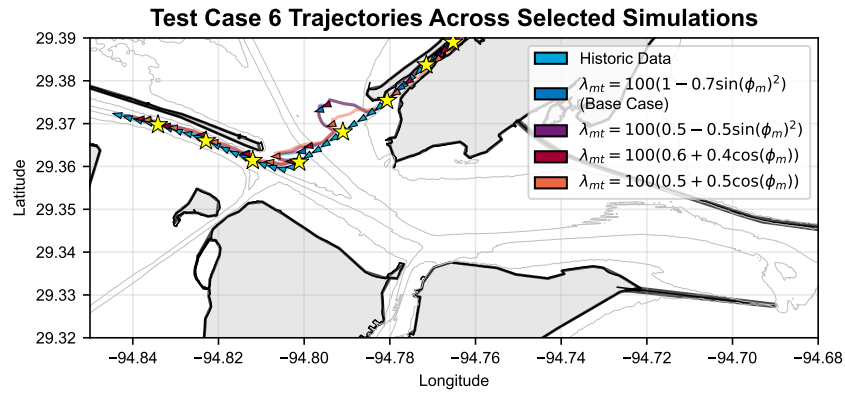 Test Case 6 Trajectories Across Selected Simulations
29.39
29.38
29.37
29.36
29.35
29.34
29.33
29.32
Latitude
Historic Data
λmt = 100(1 − 0.7sin(ϕm)²)
(Base Case)
λmt = 100(0.5 − 0.5sin(ϕm)²)
λmt = 100(0.6 + 0.4cos(ϕm))
λmt = 100(0.5 + 0.5cos(ϕm))
−94.84 −94.82 −94.80 −94.78 −94.76 −94.74 −94.72 −94.70 −94.68
Longitude